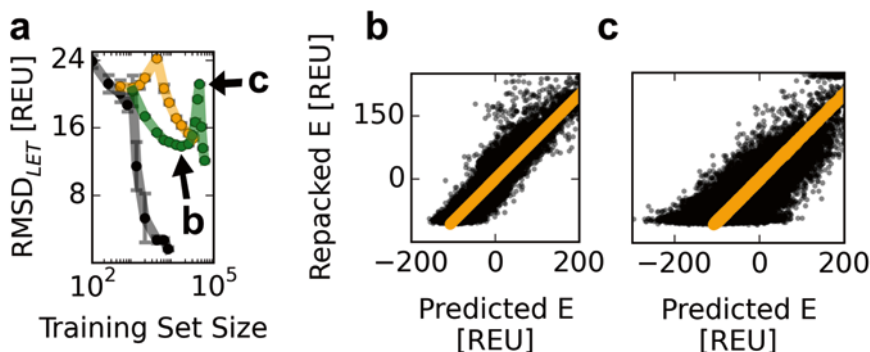 a
RMSD_LET [REU]
24
16
8
10^2
10^5
Training Set Size
c
b
b
Repacked E [REU]
150
0
−200
0
200
Predicted E
[REU]
c
−200
0
200
Predicted E
[REU]